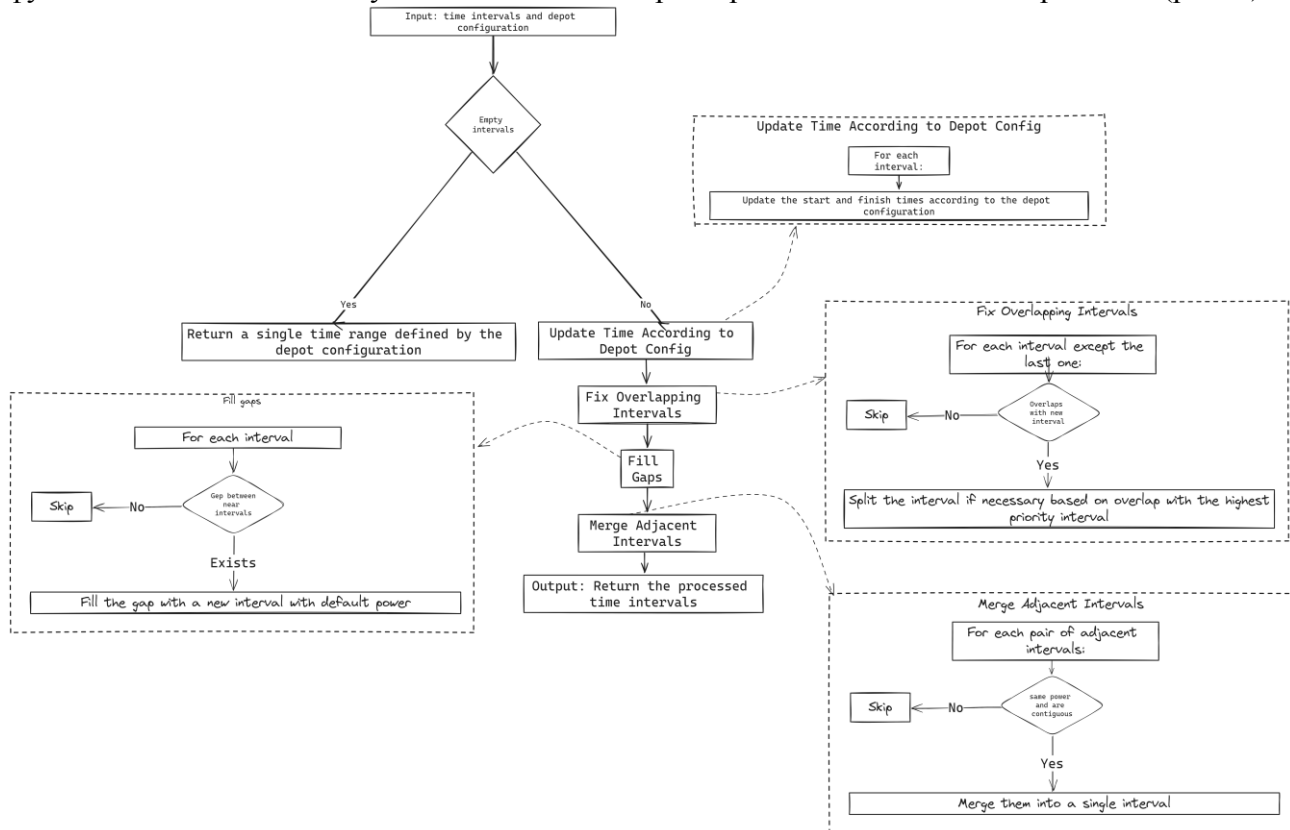 Input: time intervals and depot
configuration
Empty
intervals
Yes
No
Return a single time range defined by the
depot configuration
Update Time According to
Depot Config
Fix Overlapping
Intervals
Fill
Gaps
Merge Adjacent
Intervals
Output: Return the processed
time intervals
Update Time According to Depot Config
For each
interval:
Update the start and finish times according to the depot
configuration
Fix Overlapping Intervals
For each interval except the
last one:
Overlaps
with new
interval
No
Skip
Yes
Split the interval if necessary based on overlap with the highest
priority interval
Fill gaps
For each interval
Gep between
near
intervals
No
Skip
Exists
Fill the gap with a new interval with default power
Merge Adjacent Intervals
For each pair of adjacent
intervals:
same power
and are
contiguous
No
Skip
Yes
Merge them into a single interval